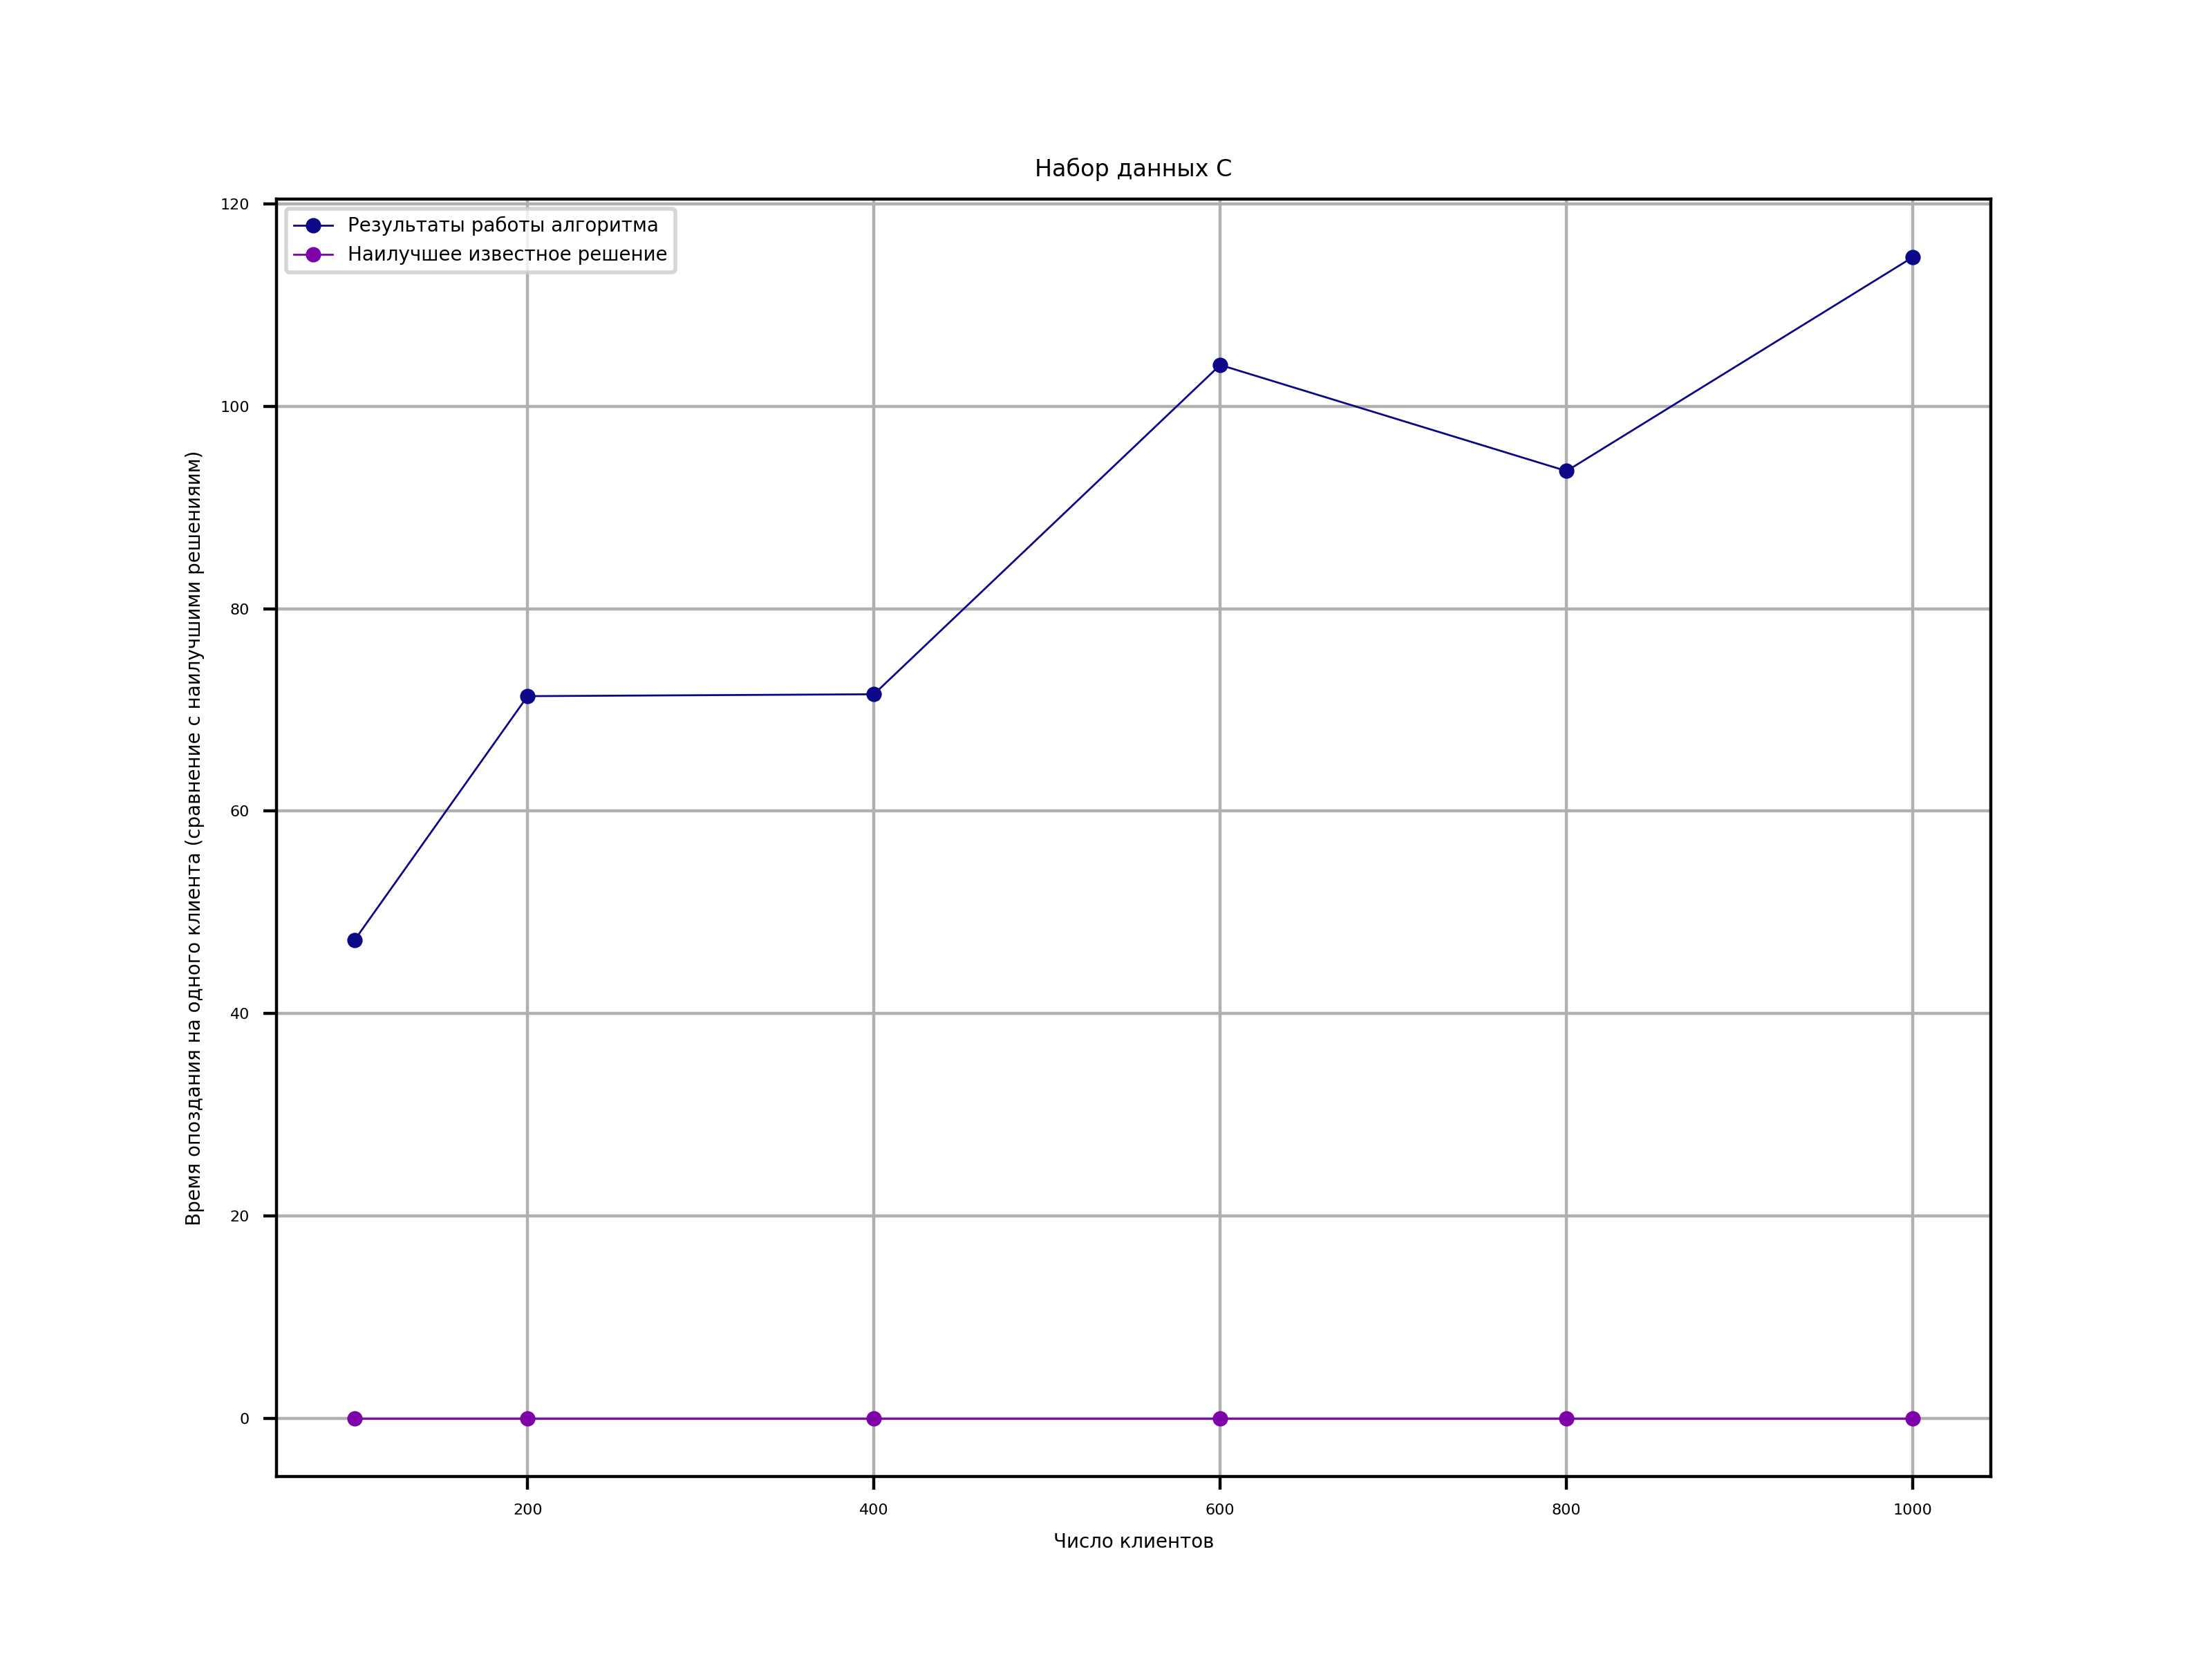 Набор данных C
Результаты работы алгоритма
Наилучшее известное решение
120
100
80
60
40
20
0
Время опоздания на одного клиента (сравнение с наилучшими решенияим)
200 400 600 800 1000
Число клиентов